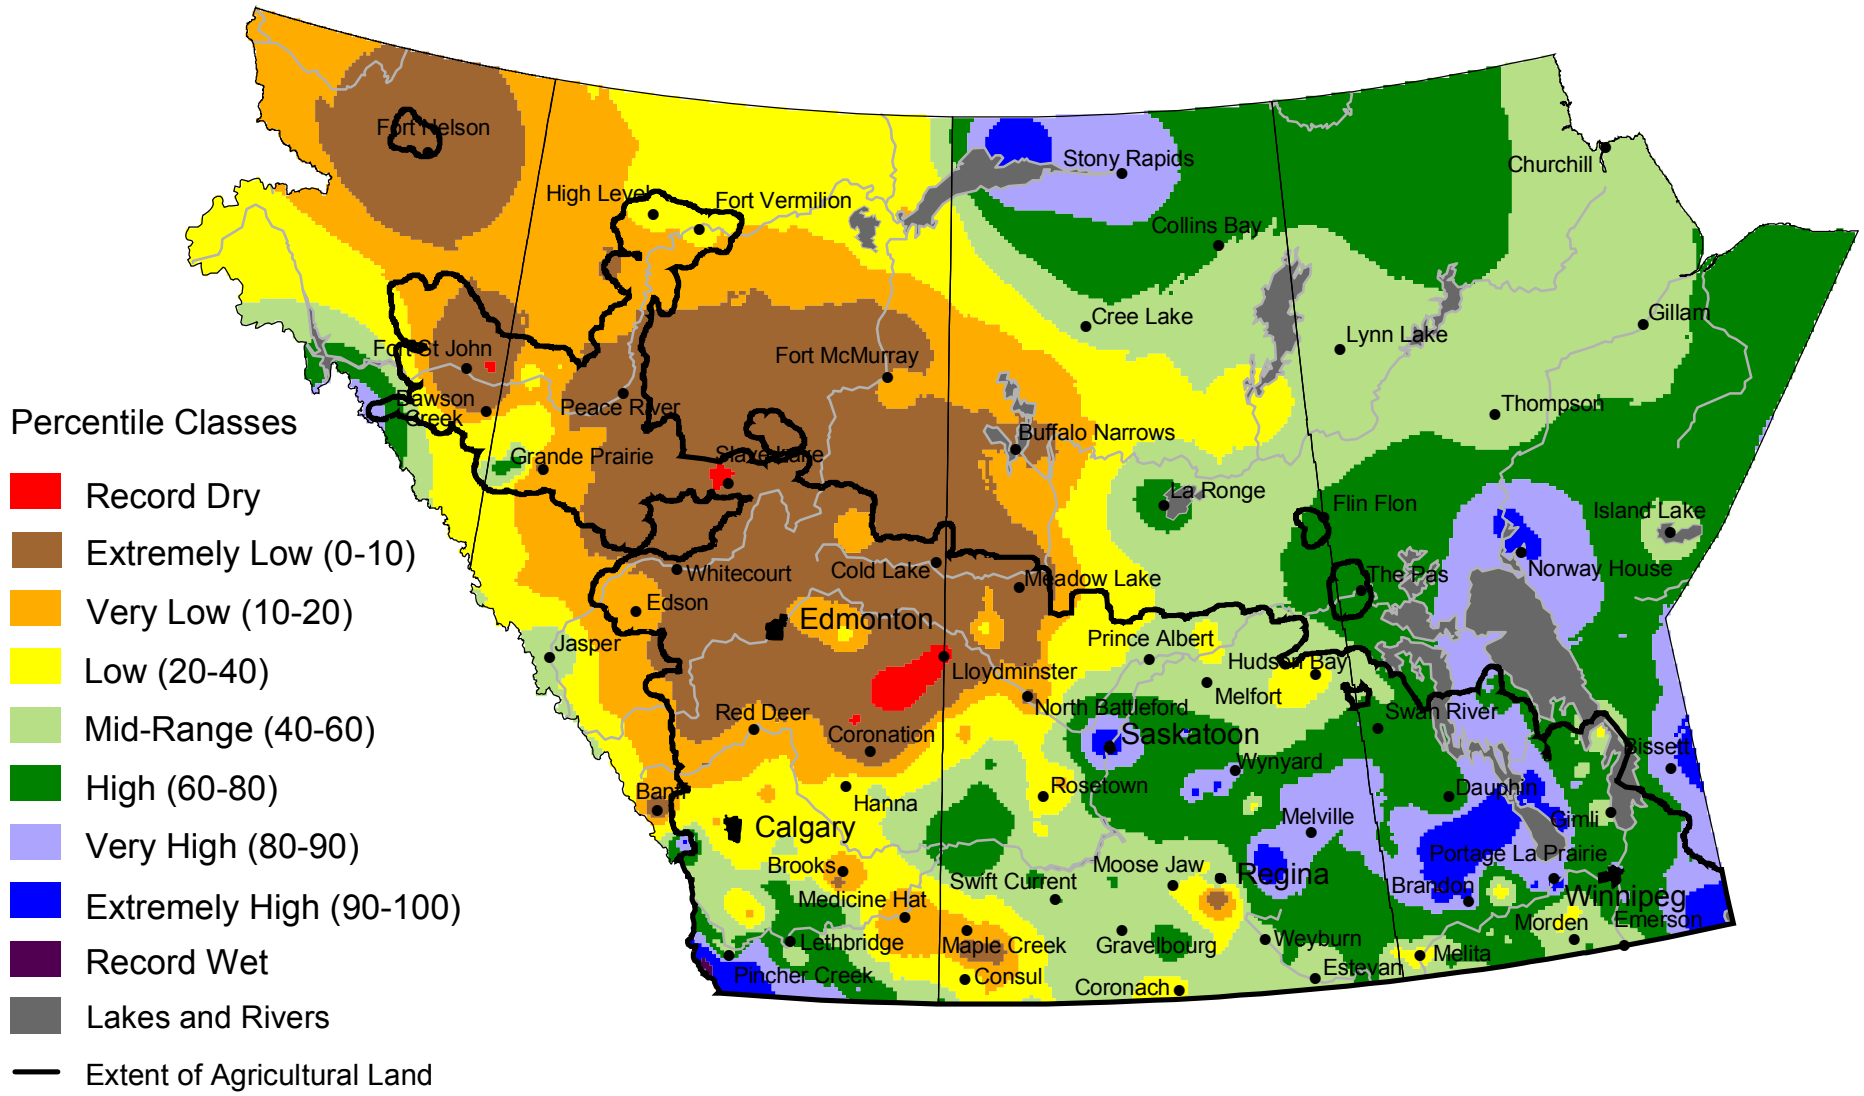 Fort Nelson
Churchill
Stony Rapids
High Level
Fort Vermilion
Collins Bay
Cree Lake
Gillam
Lynn Lake
Fort St John
Fort McMurray
Dawson
Creek
Peace River
Thompson
Percentile Classes
Buffalo Narrows
Grande Prairie
Slave Lake
Record Dry
La Ronge
Flin Flon
Island Lake
Extremely Low (0-10)
Whitecourt
Cold Lake
Meadow Lake
The Pas
Norway House
Very Low (10-20)
Edson
Edmonton
Jasper
Prince Albert
Low (20-40)
Lloydminster
Hudson Bay
Melfort
Red Deer
North Battleford
Swan River
Mid-Range (40-60)
Coronation
Saskatoon
Bissett
Wynyard
High (60-80)
Banff
Hanna
Rosetown
Dauphin
Calgary
Melville
Gimli
Very High (80-90)
Brooks
Moose Jaw
Portage La Prairie
Swift Current
Regina
Brandon
Extremely High (90-100)
Medicine Hat
Winnipeg
Morden
Emerson
Lethbridge
Maple Creek
Gravelbourg
Weyburn
Melita
Record Wet
Pincher Creek
Consul
Coronach
Estevan
Lakes and Rivers
Extent of Agricultural Land